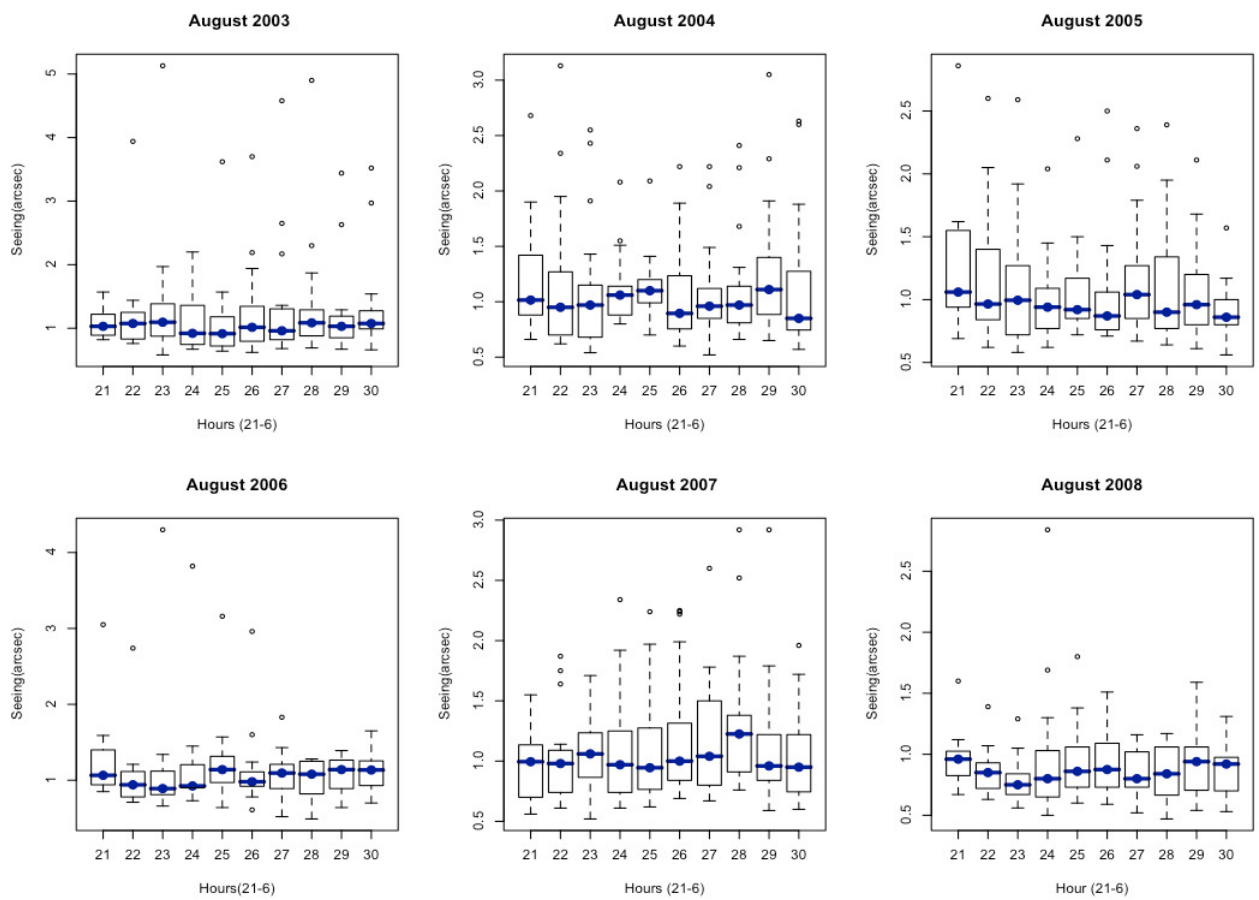 August 2003
August 2004
August 2005
Seeing(arcsec)
5
4
3
2
1
21 22 23 24 25 26 27 28 29 30
Hours (21-6)
Seeing(arcsec)
3.0
2.5
2.0
1.5
1.0
0.5
21 22 23 24 25 26 27 28 29 30
Hours (21-6)
Seeing(arcsec)
2.5
2.0
1.5
1.0
0.5
21 22 23 24 25 26 27 28 29 30
Hours (21-6)
August 2006
August 2007
August 2008
Seeing(arcsec)
4
3
2
1
21 22 23 24 25 26 27 28 29 30
Hours(21-6)
Seeing(arcsec)
3.0
2.5
2.0
1.5
1.0
0.5
21 22 23 24 25 26 27 28 29 30
Hours (21-6)
Seeing(arcsec)
2.5
2.0
1.5
1.0
0.5
21 22 23 24 25 26 27 28 29 30
Hour (21-6)